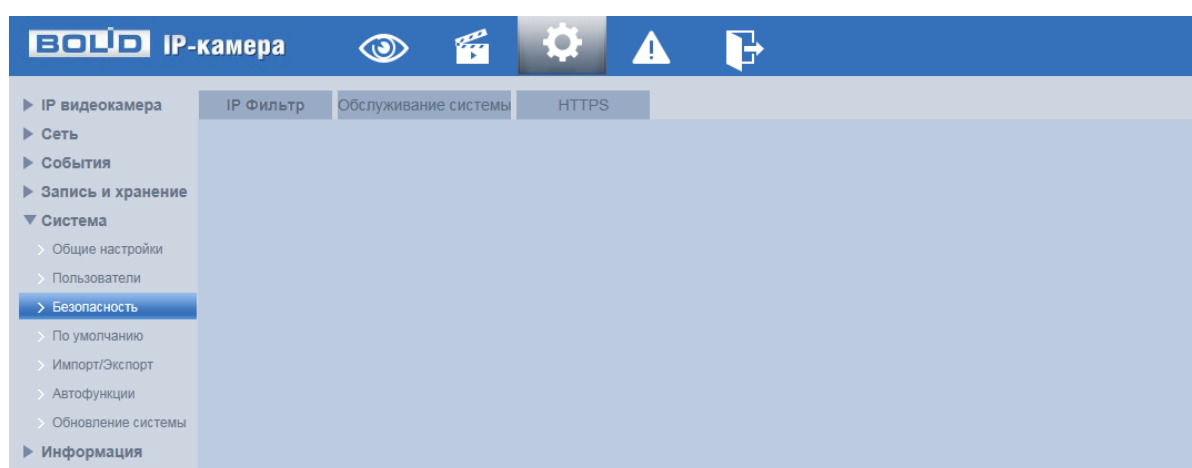 BOLID IP-камера
IP видеокамера
IP Фильтр Обслуживание системы HTTPS
Сеть
События
Запись и хранение
Система
Общие настройки
Пользователи
Безопасность
По умолчанию
Импорт/Экспорт
Автофункции
Обновление системы
Информация